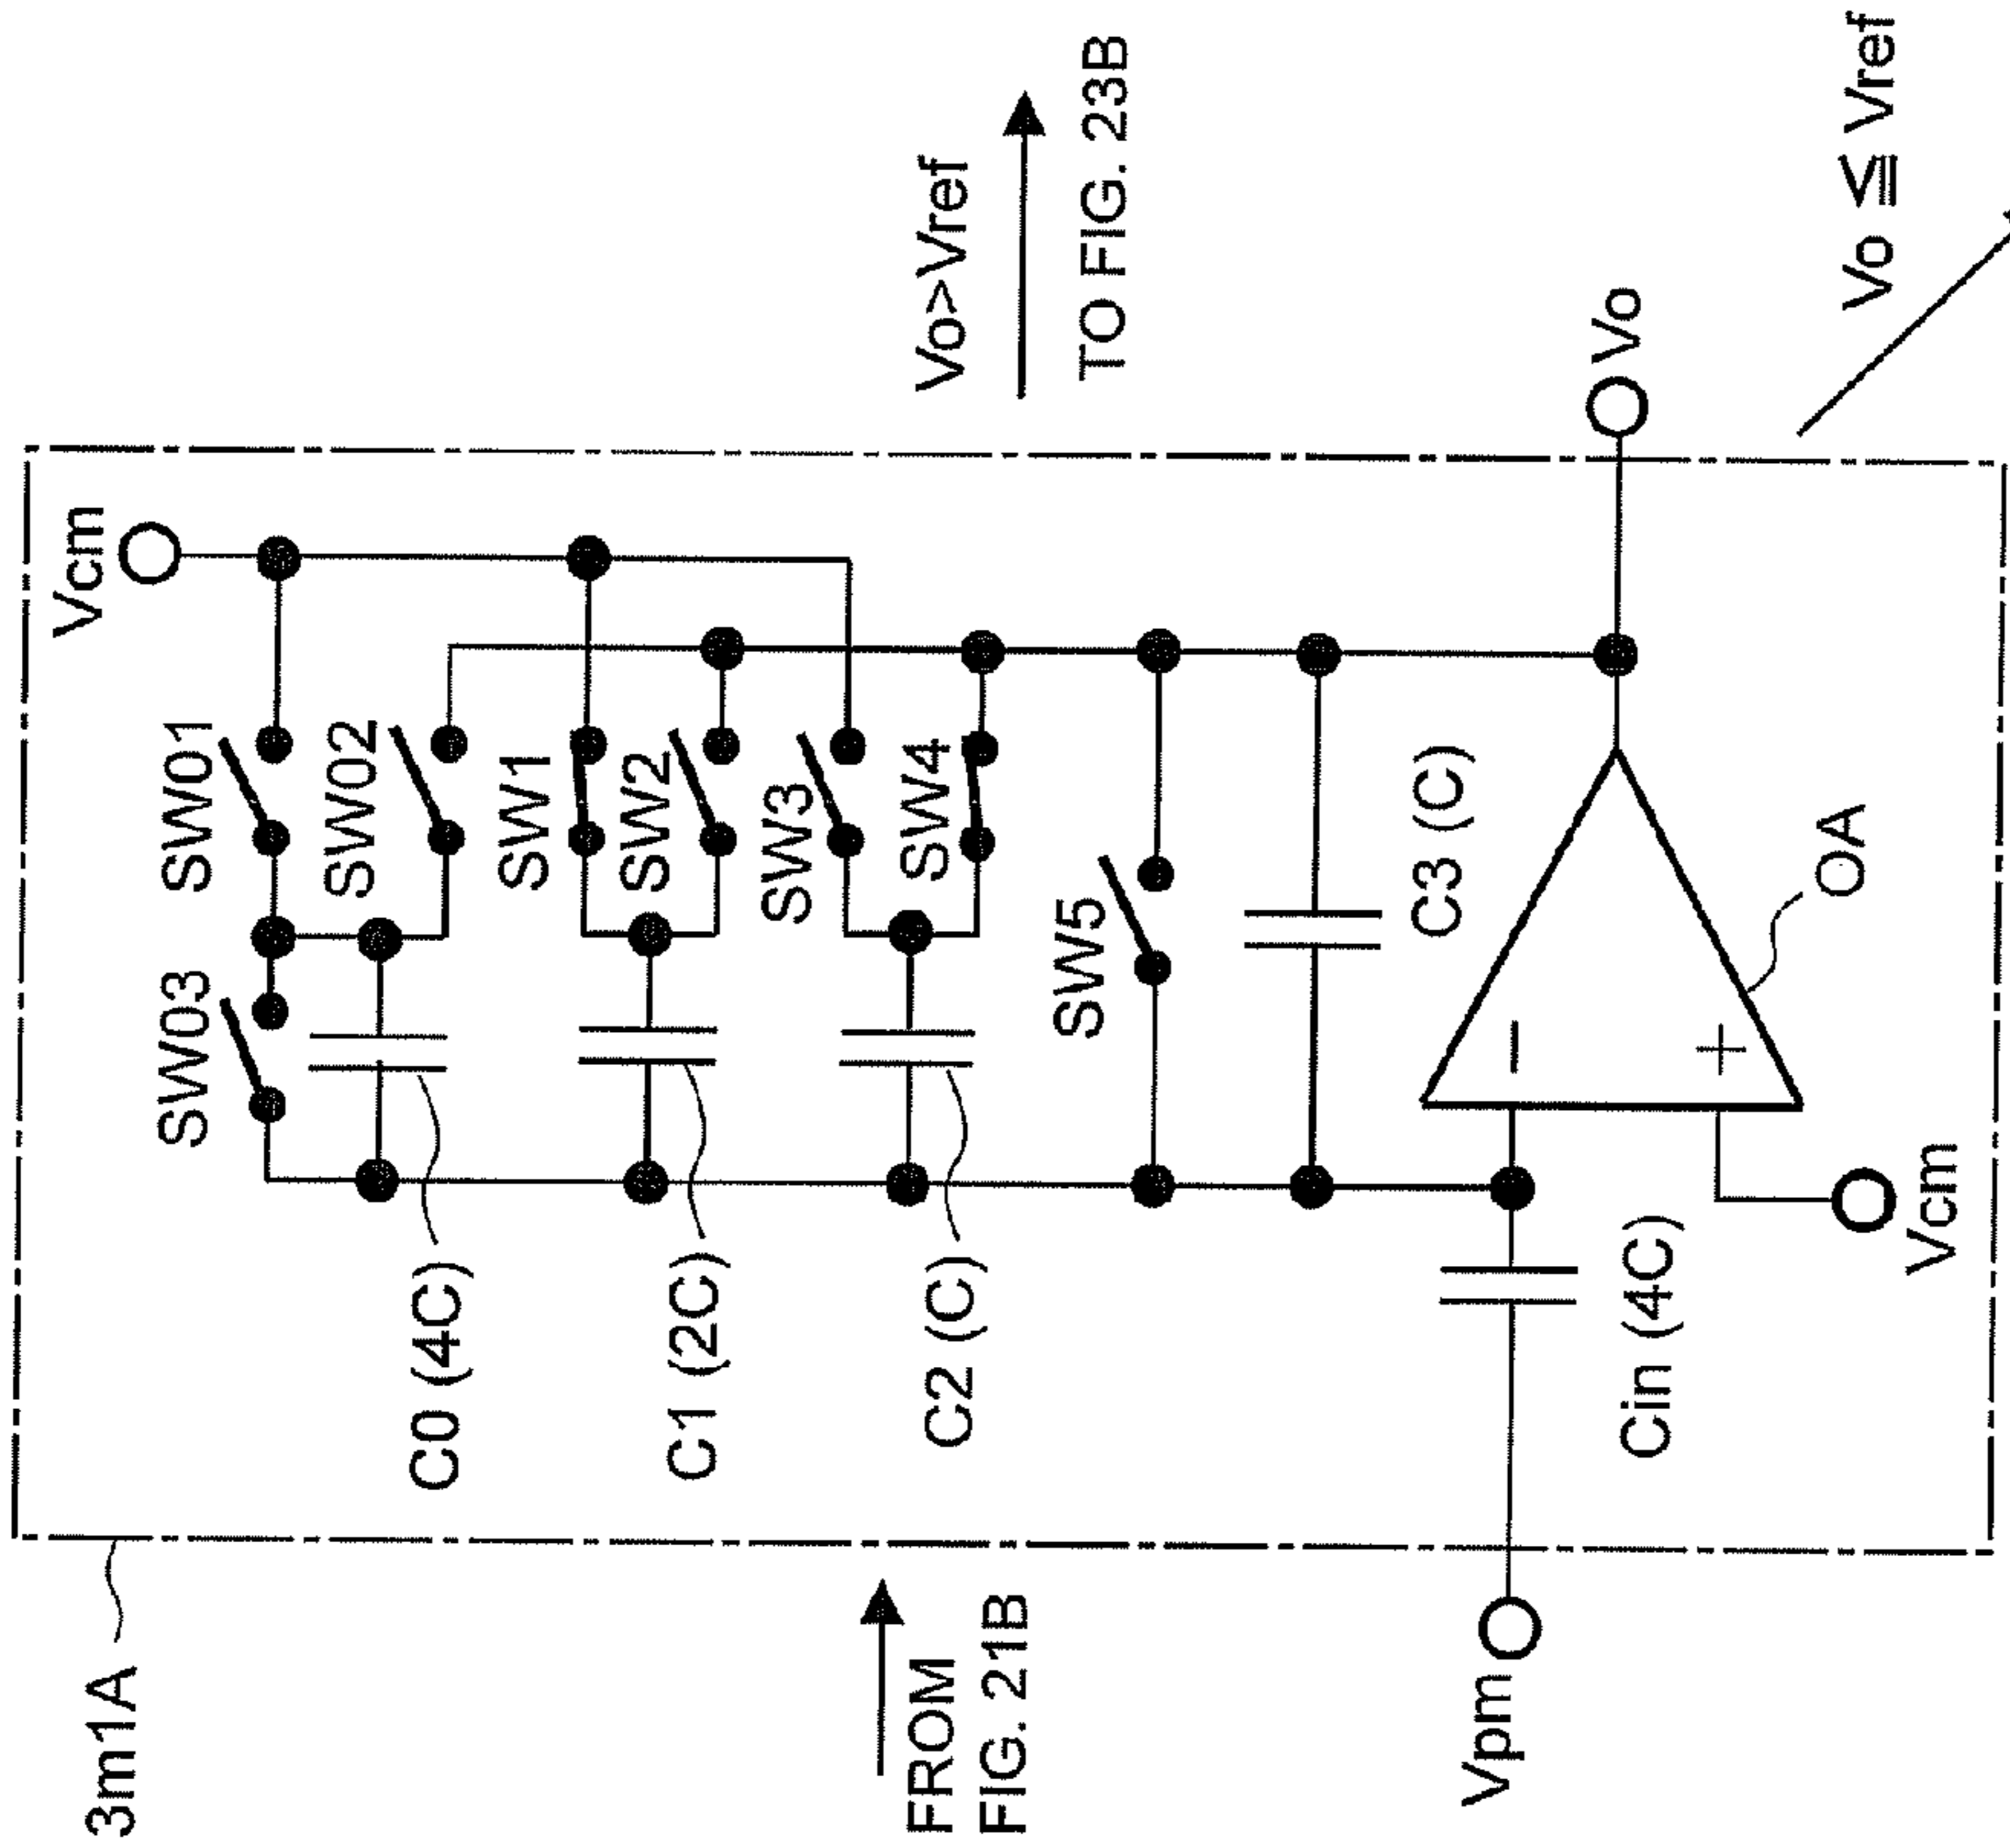 3m1A
Vcm
SW01
SW03
SW02
C0 (4C)
SW1
SW2
C1 (2C)
SW3
SW4
C2 (C)
Vo>Vref
TO FIG. 23B
FROM
FIG. 21B
SW5
C3 (C)
Vpm
Cin (4C)
−
+
OA
Vcm
Vo
Vo ≦ Vref